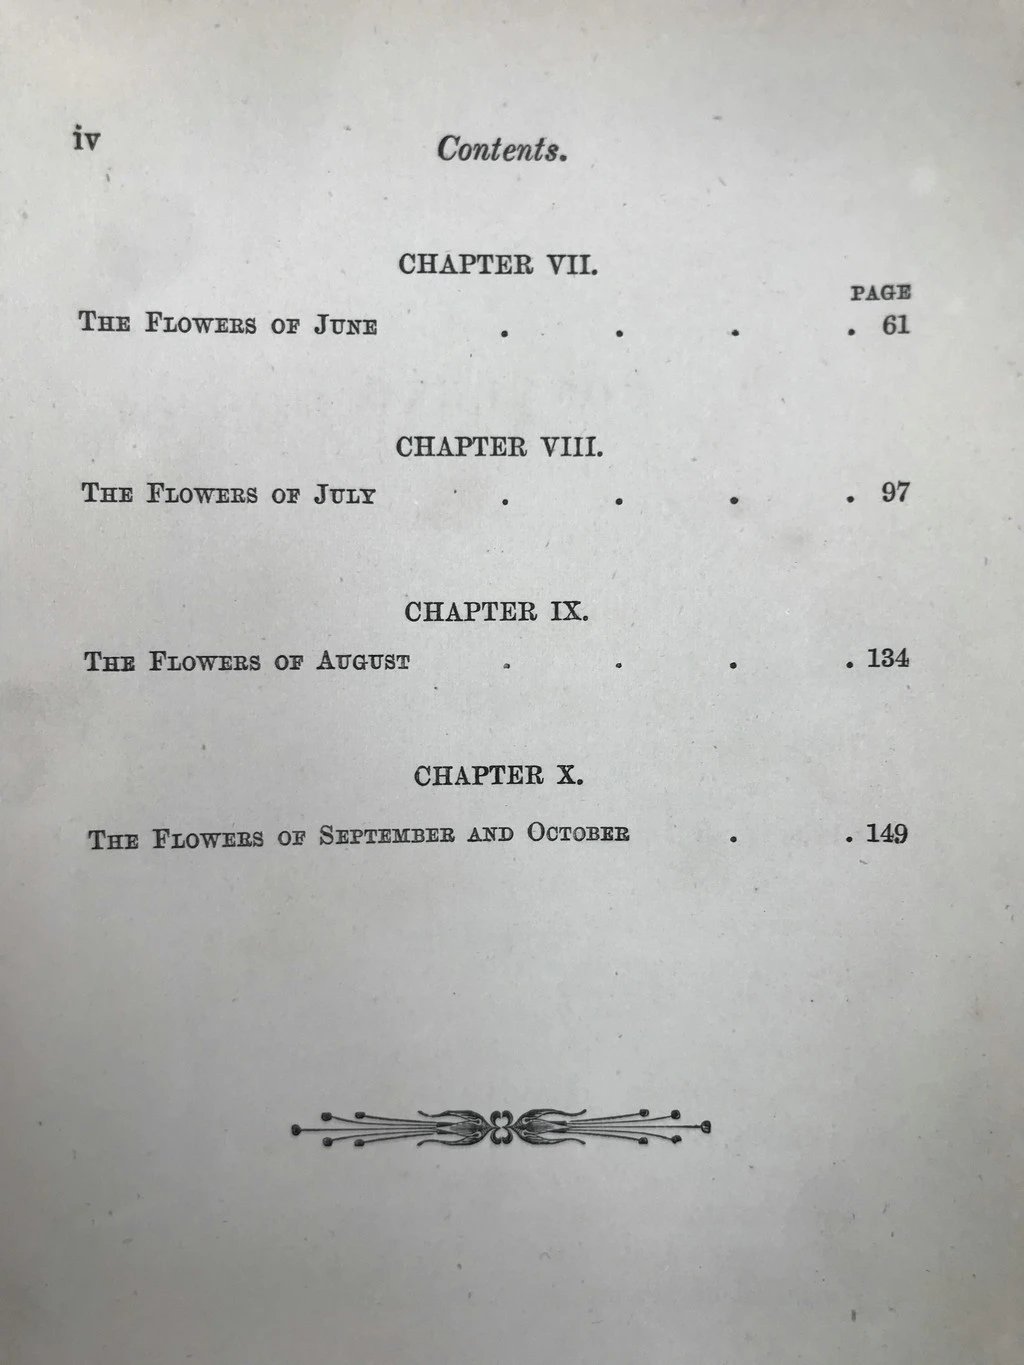 iv Contents.
CHAPTER VII.
PAGE
THE FLOWERS OF JUNE . . . . 61
CHAPTER VIII.
THE FLOWERS OF JULY . . . . 97
CHAPTER IX.
THE FLOWERS OF AUGUST . . . . 134
CHAPTER X.
THE FLOWERS OF SEPTEMBER AND OCTOBER . . 149